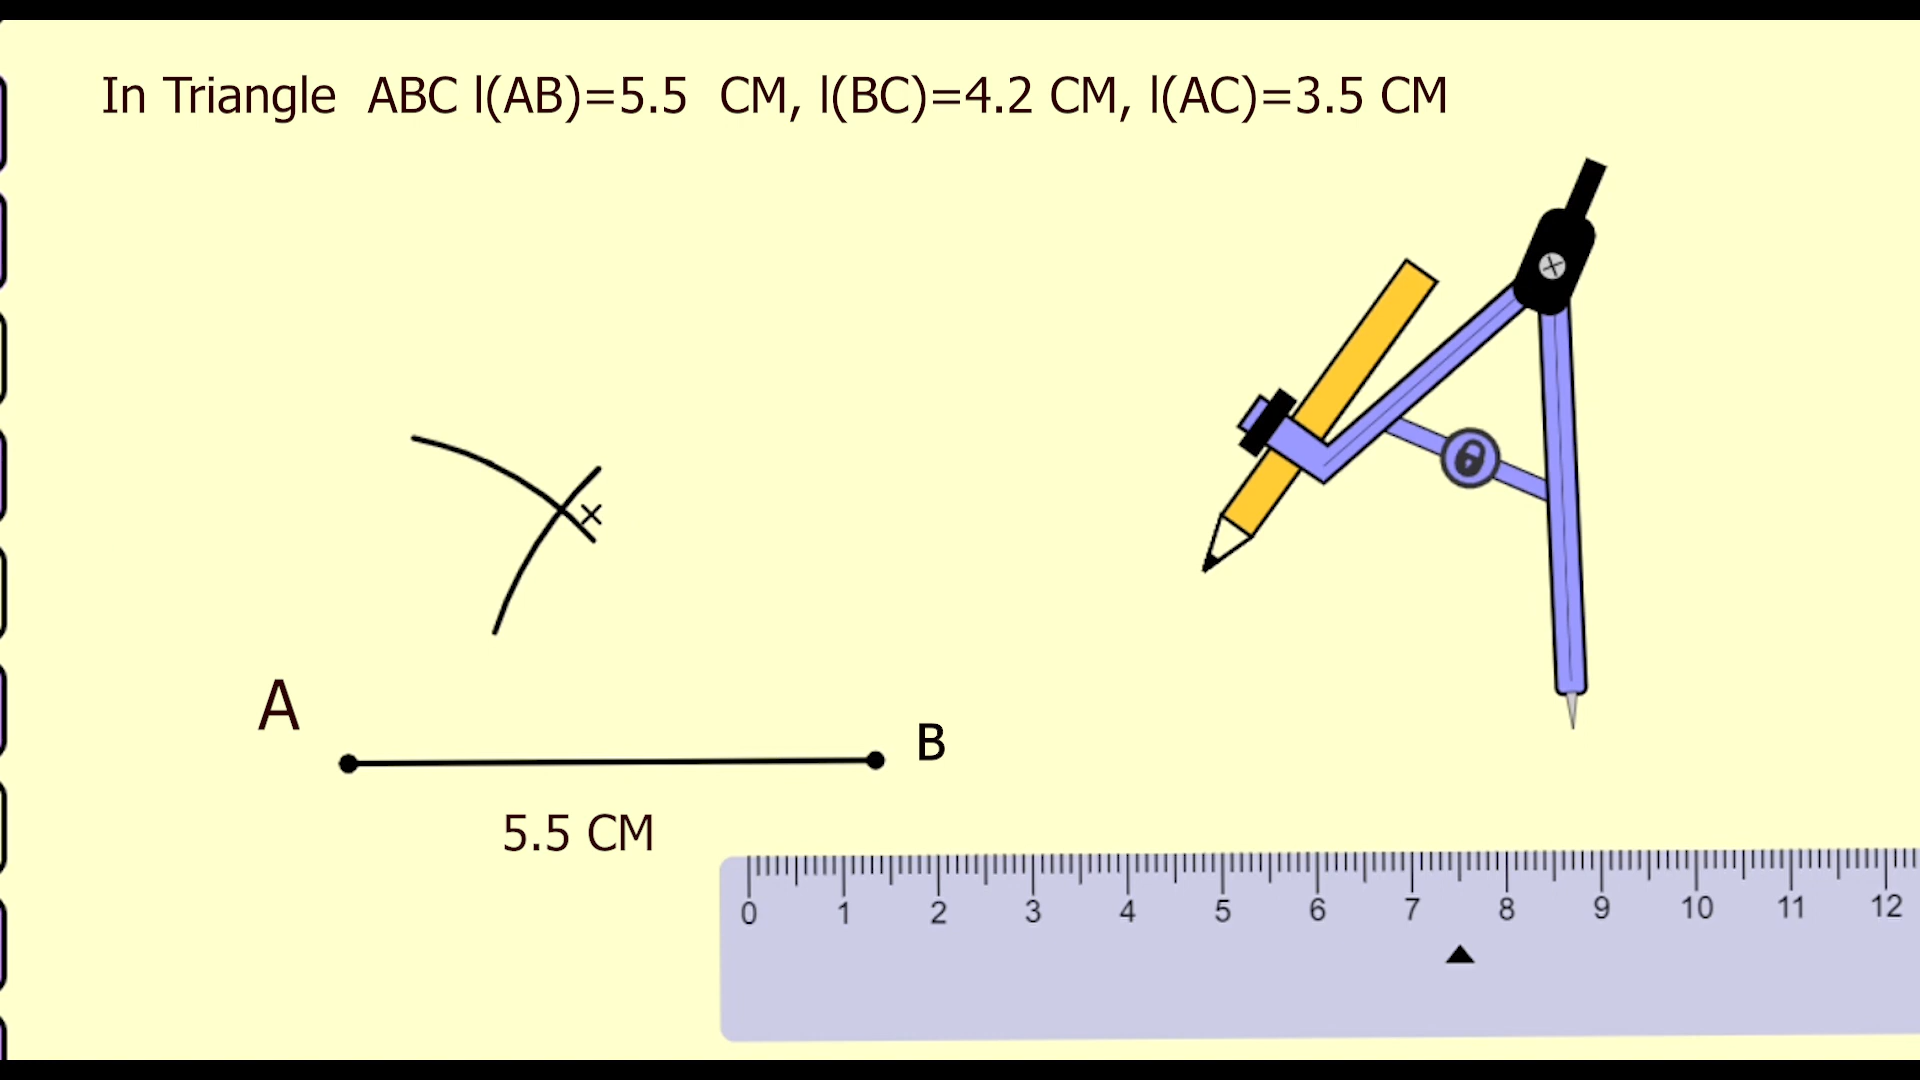 In Triangle ABC l(AB)=5.5 CM, l(BC)=4.2 CM, l(AC)=3.5 CM
A
B
5.5 CM
0 1 2 3 4 5 6 7 8 9 10 11 12